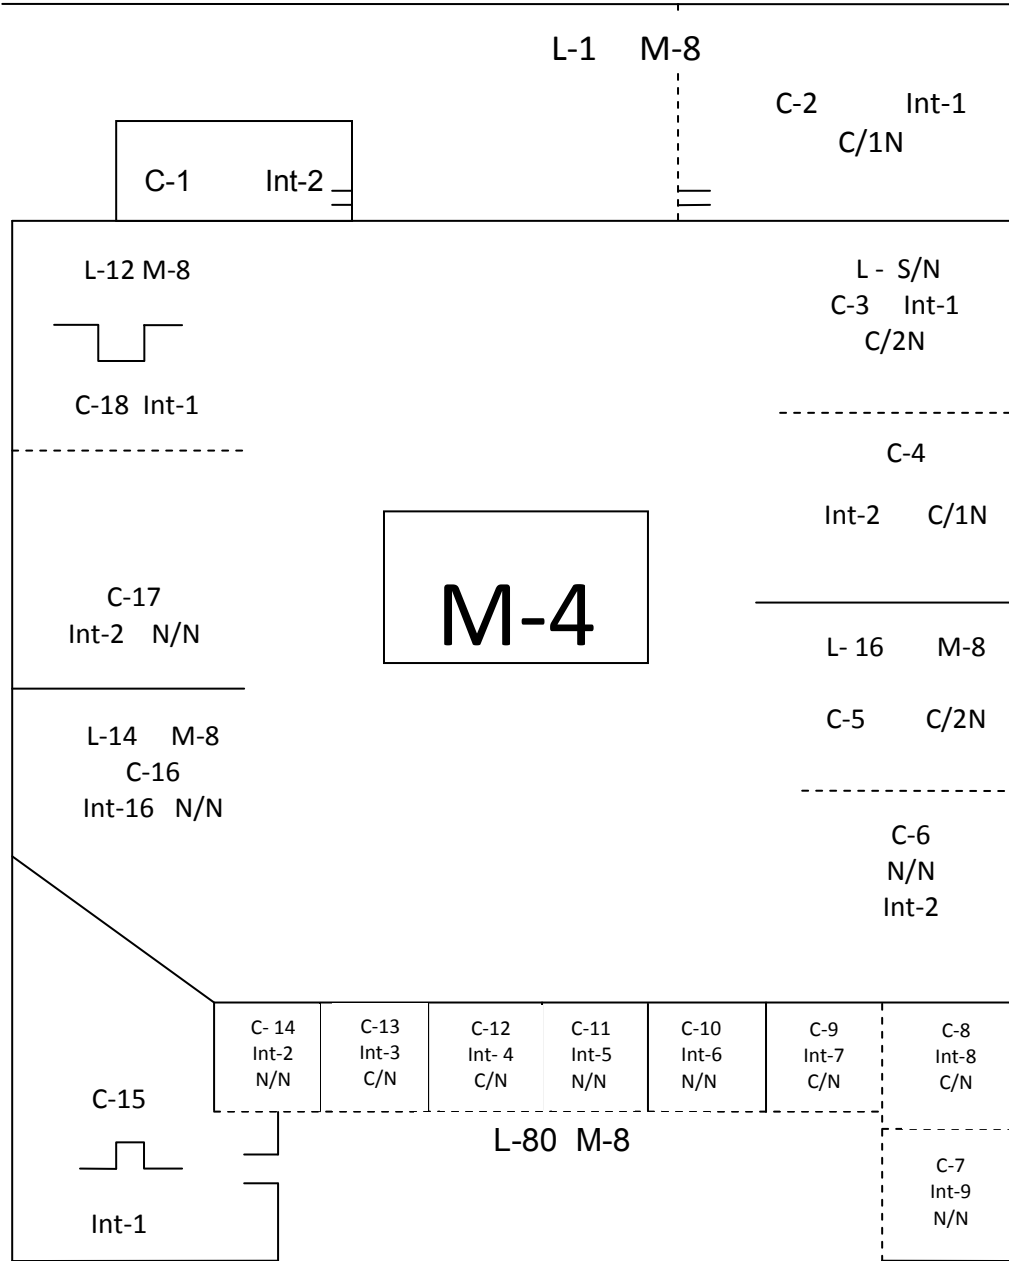 L-1 M-8
C-2 Int-1
C/1N
C-1 Int-2
L-12 M-8
C-18 Int-1
L - S/N
C-3 Int-1
C/2N
C-4
Int-2 C/1N
C-17
Int-2 N/N
M-4
L- 16 M-8
C-5 C/2N
L-14 M-8
C-16
Int-16 N/N
C-6
N/N
Int-2
C- 14
Int-2
N/N
C-13
Int-3
C/N
C-12
Int- 4
C/N
C-11
Int-5
N/N
C-10
Int-6
N/N
C-9
Int-7
C/N
C-8
Int-8
C/N
C-15
Int-1
L-80 M-8
C-7
Int-9
N/N